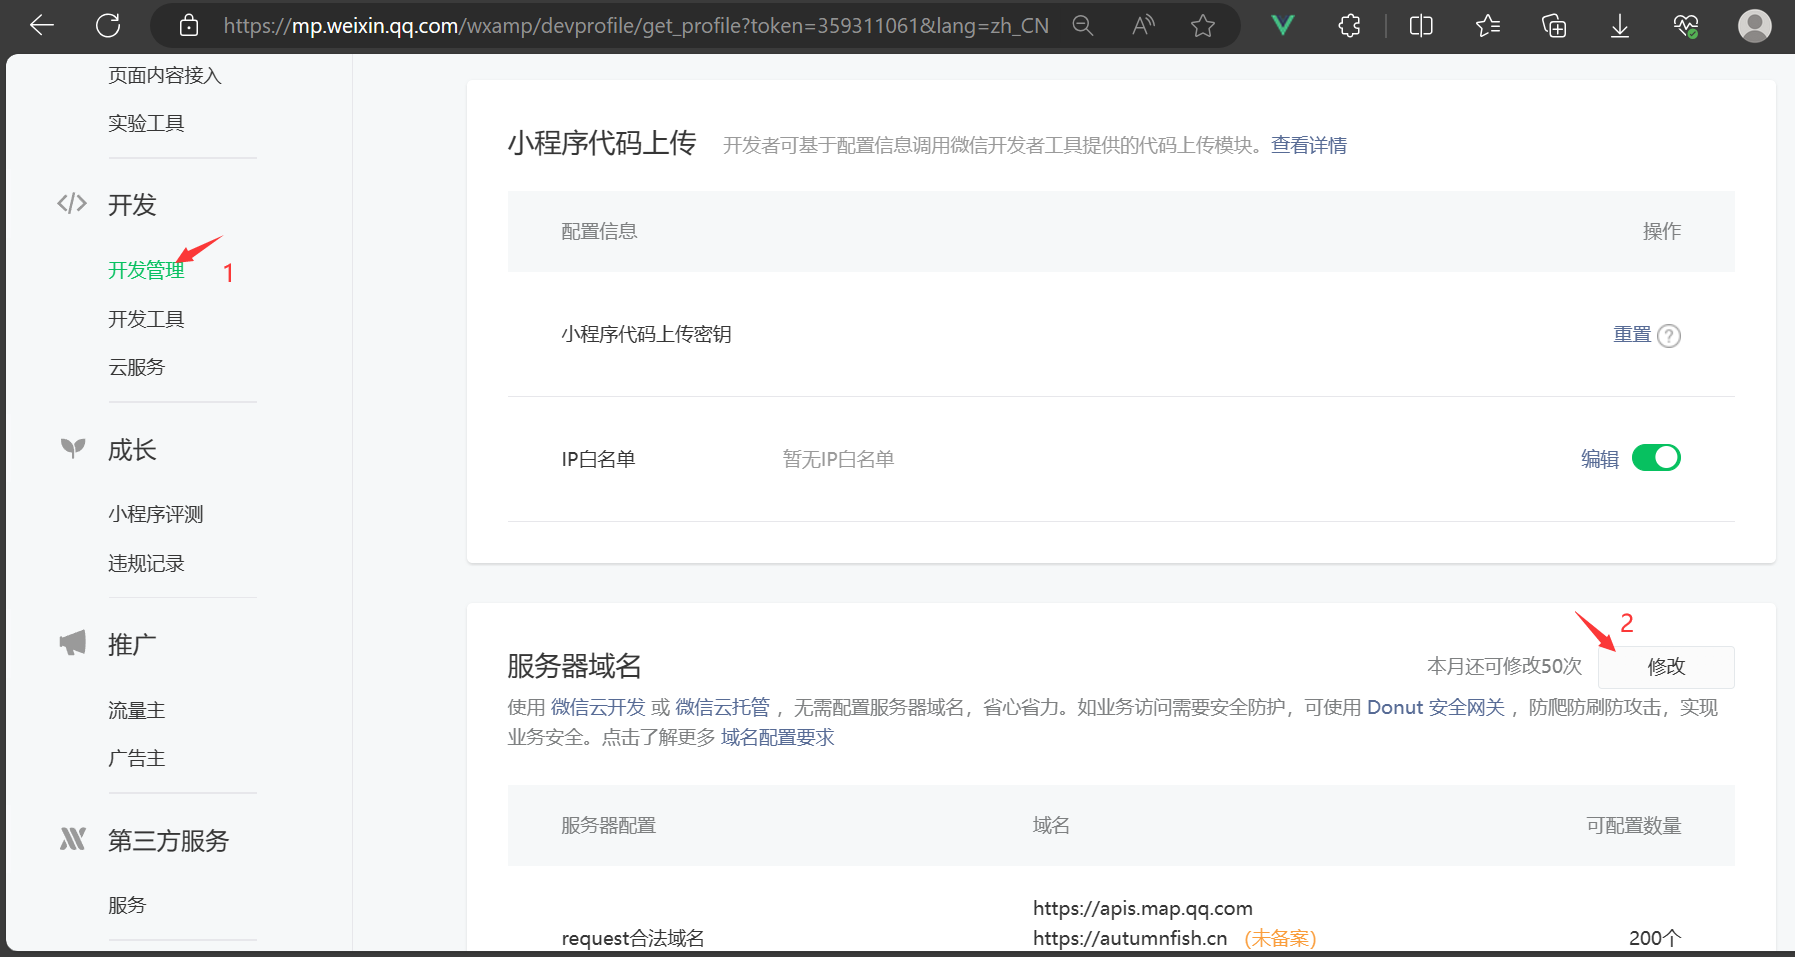 https://mp.weixin.qq.com/wxamp/devprofile/get_profile?token=359311061&lang=zh_CN
页面内容接入
实验工具
开发
开发管理
1
开发工具
云服务
成长
小程序评测
违规记录
推广
流量主
广告主
第三方服务
服务
小程序代码上传 开发者可基于配置信息调用微信开发者工具提供的代码上传模块。查看详情
配置信息 操作
小程序代码上传密钥 重置 ?
IP白名单 暂无IP白名单 编辑
2
服务器域名 本月还可修改50次 修改
使用 微信云开发 或 微信云托管 ，无需配置服务器域名，省心省力。如业务访问需要安全防护，可使用 Donut 安全网关 ，防爬防刷防攻击，实现
业务安全。点击了解更多 域名配置要求
服务器配置 域名 可配置数量
https://apis.map.qq.com
request合法域名 https://autumnfish.cn (未备案) 200个